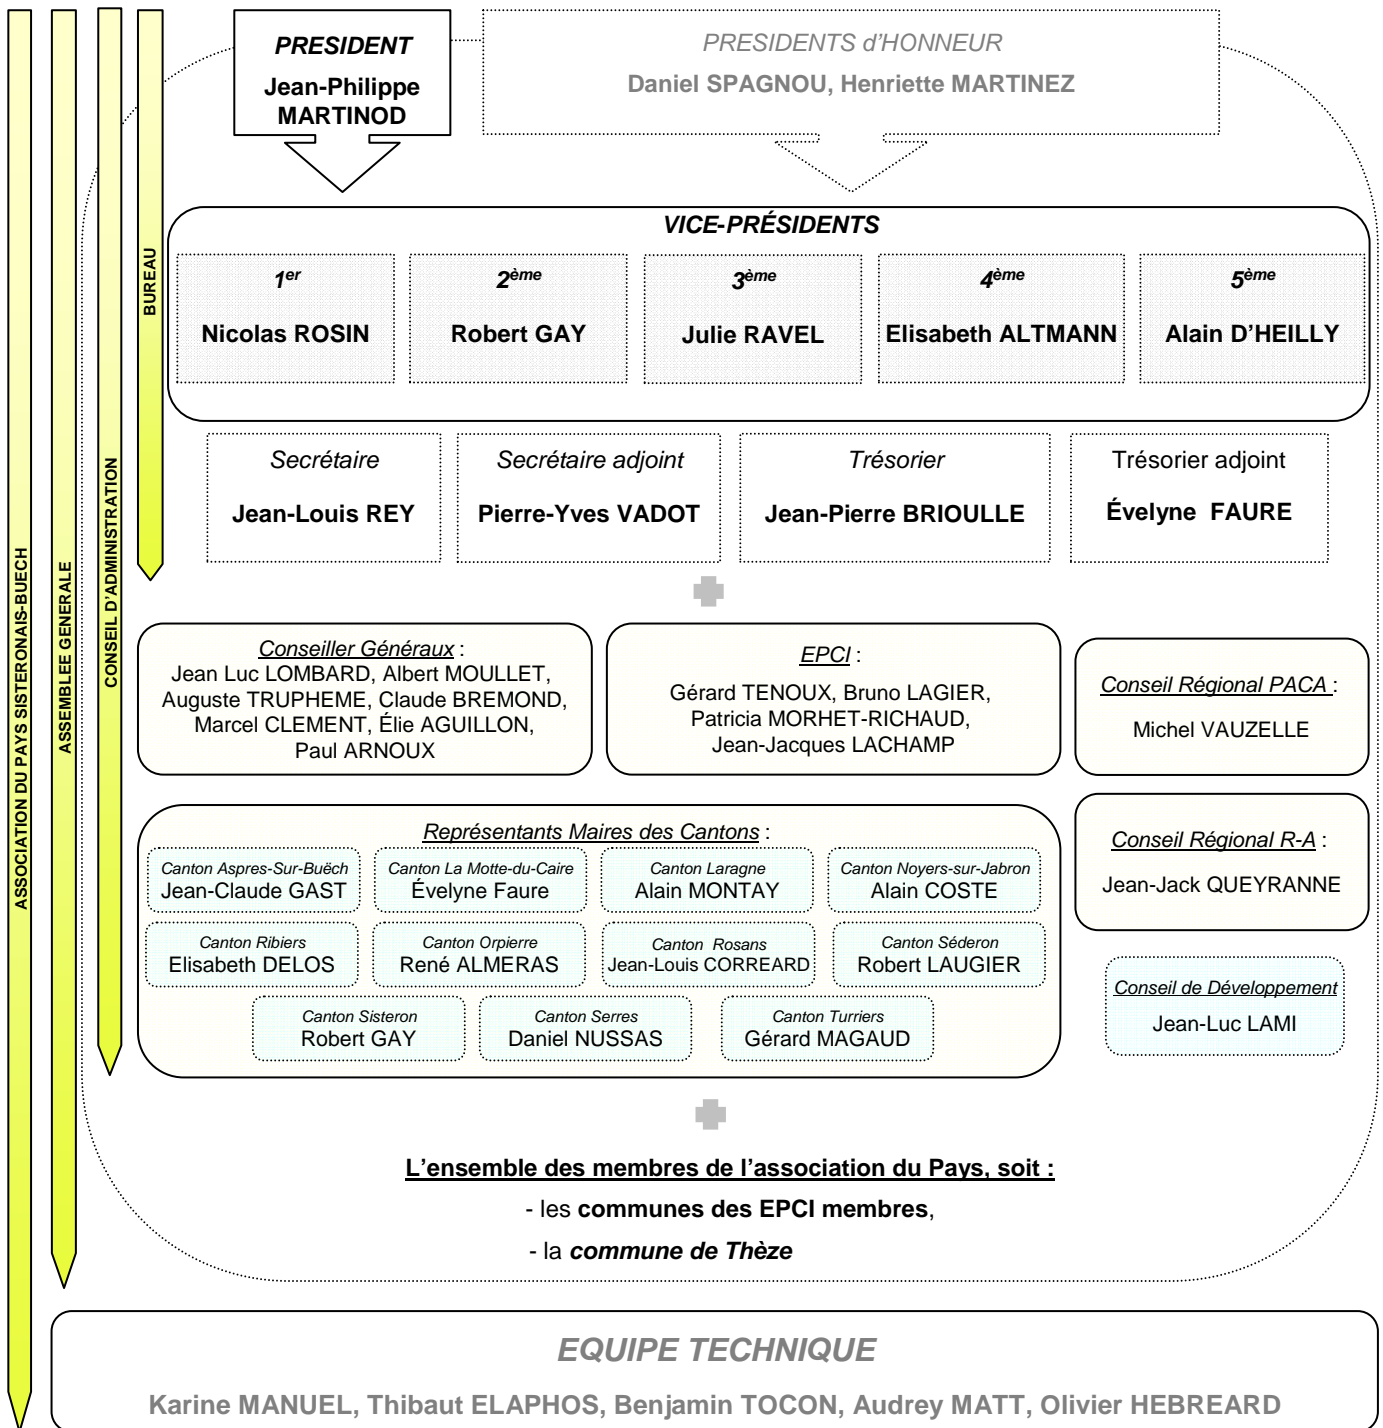 PRESIDENT
Jean-Philippe
MARTINOD
PRESIDENTS d'HONNEUR
Daniel SPAGNOU, Henriette MARTINEZ
ASSOCIATION DU PAYS SISTERONAIS-BUECH
ASSEMBLEE GENERALE
CONSEIL D'ADMINISTRATION
BUREAU
VICE-PRÉSIDENTS
1er
Nicolas ROSIN
2ème
Robert GAY
3ème
Julie RAVEL
4ème
Elisabeth ALTMANN
5ème
Alain D'HEILLY
Secrétaire
Jean-Louis REY
Secrétaire adjoint
Pierre-Yves VADOT
Trésorier
Jean-Pierre BRIOULLE
Trésorier adjoint
Évelyne FAURE
Conseiller Généraux :
Jean Luc LOMBARD, Albert MOULLET,
Auguste TRUPHEME, Claude BREMOND,
Marcel CLEMENT, Élie AGUILLON,
Paul ARNOUX
EPCI :
Gérard TENOUX, Bruno LAGIER,
Patricia MORHET-RICHAUD,
Jean-Jacques LACHAMP
Conseil Régional PACA :
Michel VAUZELLE
Représentants Maires des Cantons :
Canton Aspres-Sur-Buëch
Jean-Claude GAST
Canton La Motte-du-Caire
Évelyne Faure
Canton Laragne
Alain MONTAY
Canton Noyers-sur-Jabron
Alain COSTE
Canton Ribiers
Elisabeth DELOS
Canton Orpierre
René ALMERAS
Canton Rosans
Jean-Louis CORREARD
Canton Séderon
Robert LAUGIER
Canton Sisteron
Robert GAY
Canton Serres
Daniel NUSSAS
Canton Turriers
Gérard MAGAUD
Conseil Régional R-A :
Jean-Jack QUEYRANNE
Conseil de Développement
Jean-Luc LAMI
L'ensemble des membres de l'association du Pays, soit :
- les communes des EPCI membres,
- la commune de Thèze
EQUIPE TECHNIQUE
Karine MANUEL, Thibaut ELAPHOS, Benjamin TOCON, Audrey MATT, Olivier HEBREARD